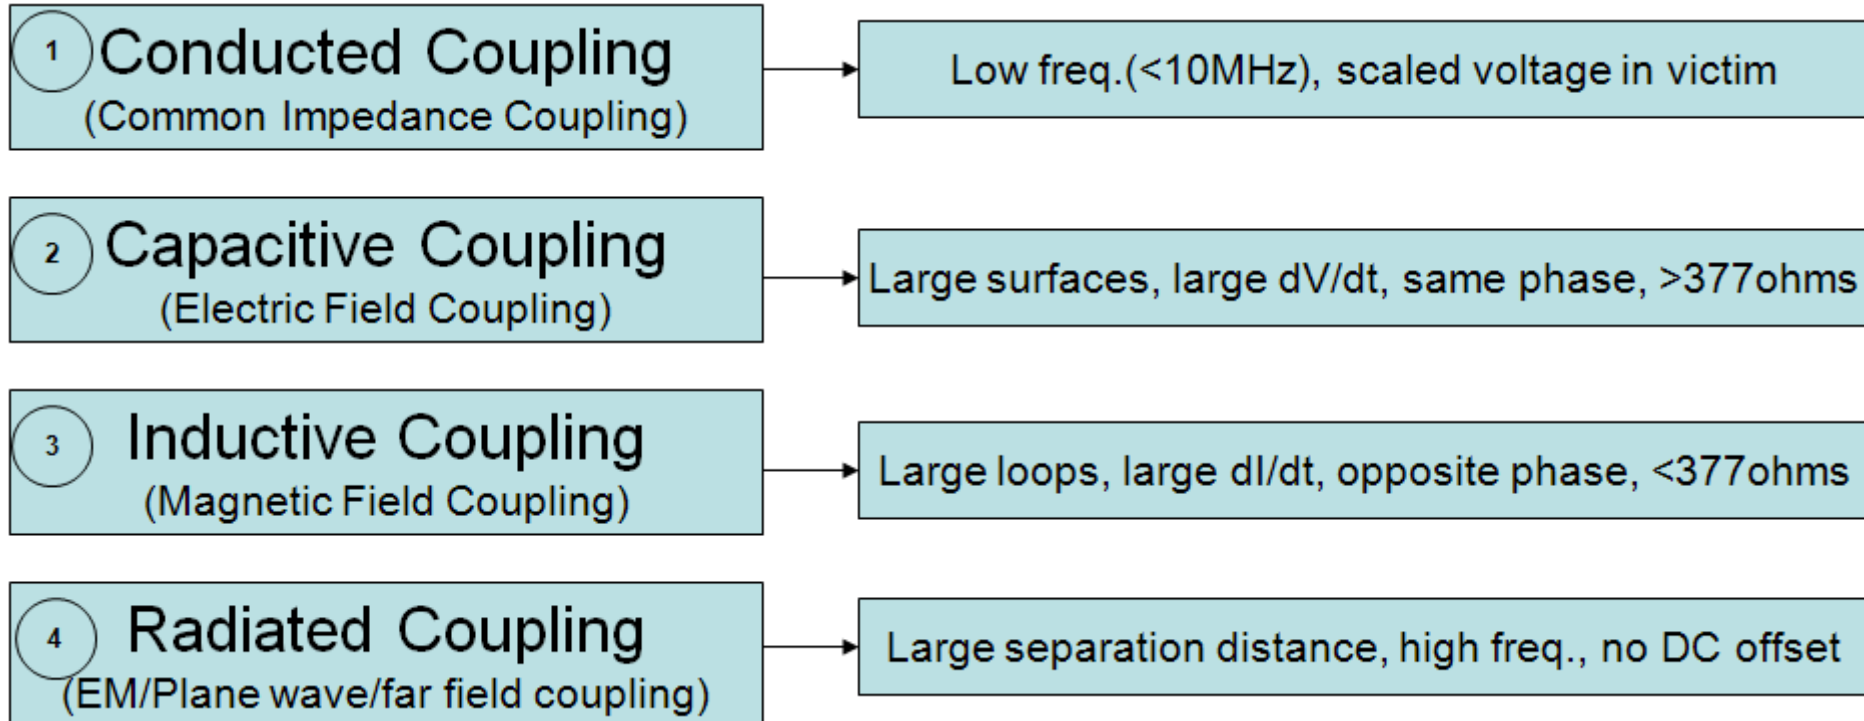 1
Conducted Coupling
(Common Impedance Coupling)
Low freq.(<10MHz), scaled voltage in victim
2
Capacitive Coupling
(Electric Field Coupling)
Large surfaces, large dV/dt, same phase, >377ohms
3
Inductive Coupling
(Magnetic Field Coupling)
Large loops, large dI/dt, opposite phase, <377ohms
4
Radiated Coupling
(EM/Plane wave/far field coupling)
Large separation distance, high freq., no DC offset